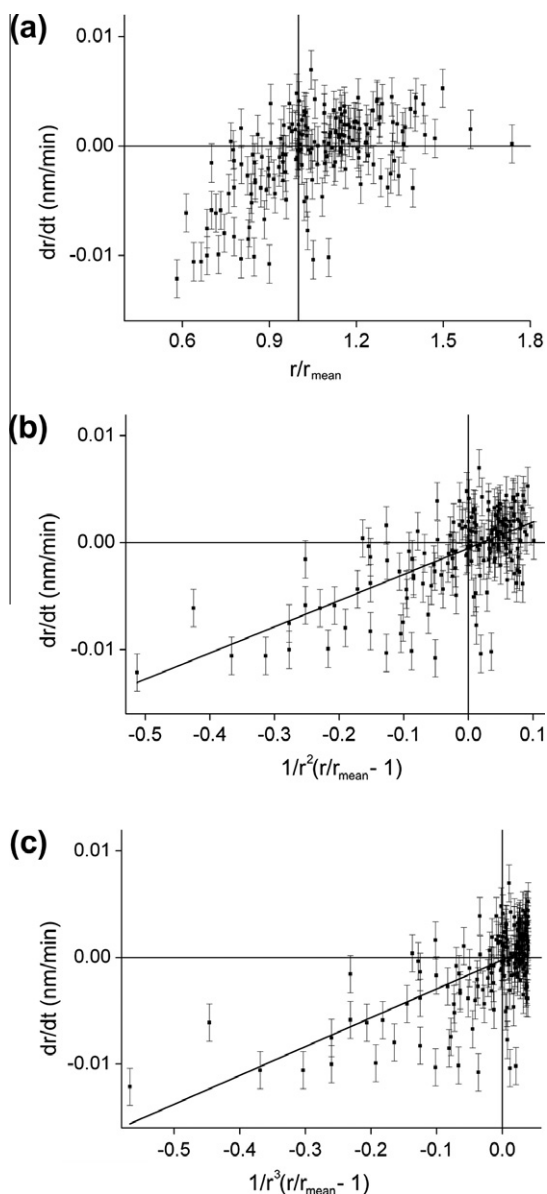 (a)
0.01
0.00
-0.01
dr/dt (nm/min)
0.6 0.9 1.2 1.5 1.8
r/r_mean
(b)
0.01
0.00
-0.01
dr/dt (nm/min)
-0.5 -0.4 -0.3 -0.2 -0.1 0.0 0.1
1/r²(r/r_mean - 1)
(c)
0.01
0.00
-0.01
dr/dt (nm/min)
-0.5 -0.4 -0.3 -0.2 -0.1 0.0
1/r³(r/r_mean - 1)